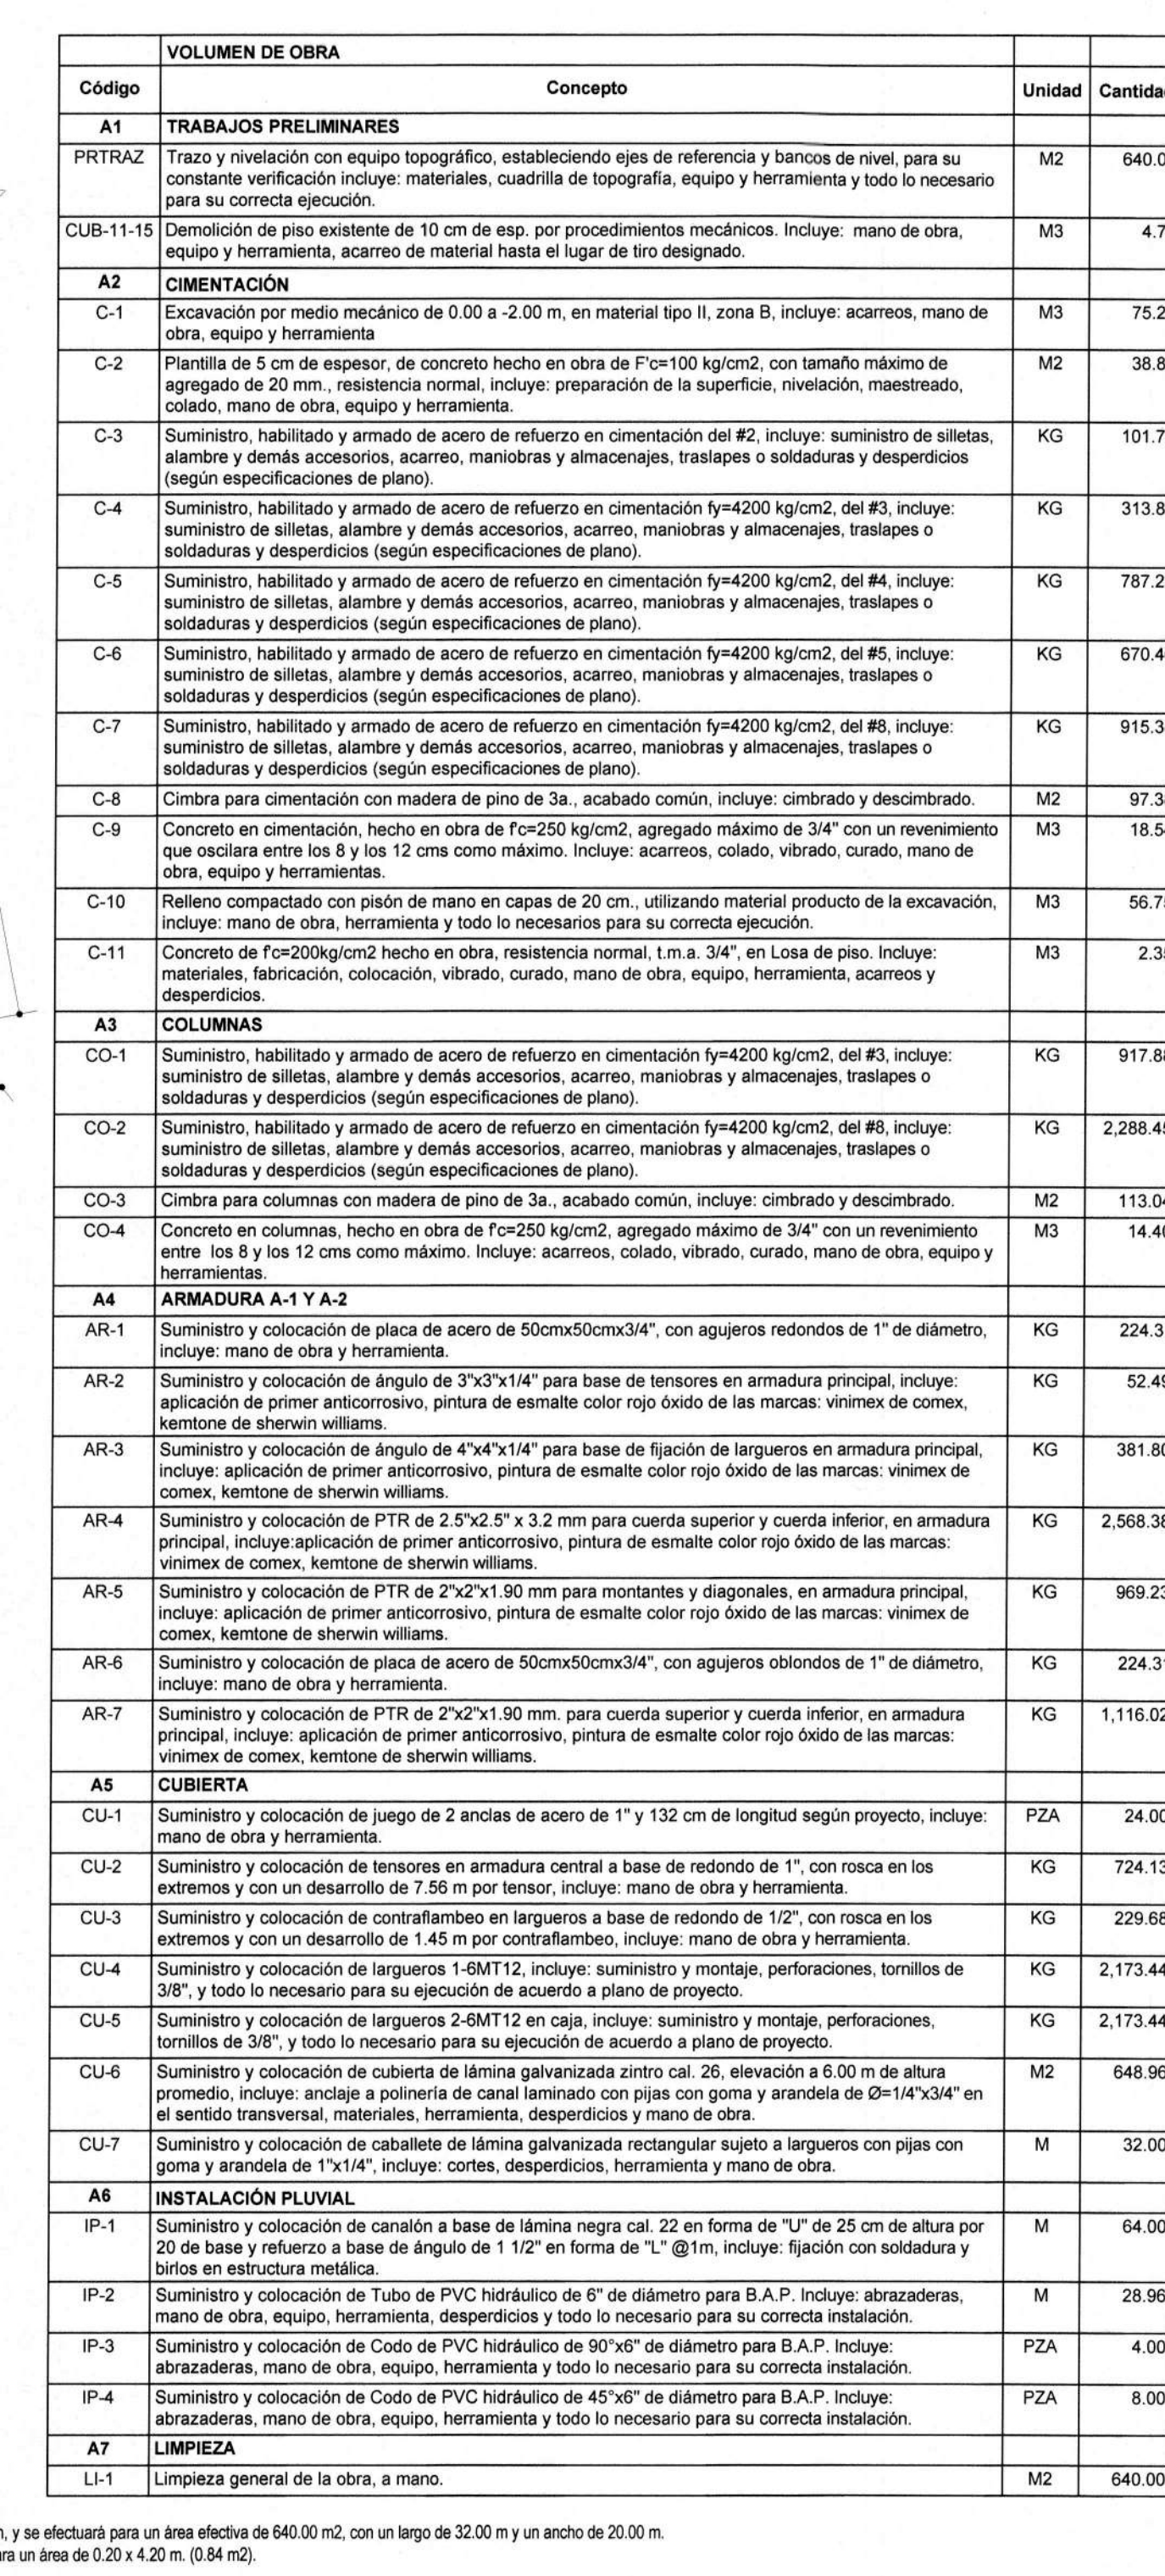 VOLUMEN DE OBRA
Código Concepto Unidad Cantida
A1 TRABAJOS PRELIMINARES
PRTRAZ Trazo y nivelación con equipo topográfico, estableciendo ejes de referencia y bancos de nivel, para su M2 640.0
constante verificación incluye: materiales, cuadrilla de topografía, equipo y herramienta y todo lo necesario
para su correcta ejecución.
CUB-11-15 Demolición de piso existente de 10 cm de esp. por procedimientos mecánicos. Incluye: mano de obra, M3 4.7
equipo y herramienta, acarreo de material hasta el lugar de tiro designado.
A2 CIMENTACIÓN
C-1 Excavación por medio mecánico de 0.00 a -2.00 m, en material tipo II, zona B, incluye: acarreos, mano de M3 75.2
obra, equipo y herramienta
C-2 Plantilla de 5 cm de espesor, de concreto hecho en obra de F'c=100 kg/cm2, con tamaño máximo de M2 38.8
agregado de 20 mm., resistencia normal, incluye: preparación de la superficie, nivelación, maestreado,
colado, mano de obra, equipo y herramienta.
C-3 Suministro, habilitado y armado de acero de refuerzo en cimentación del #2, incluye: suministro de silletas, KG 101.7
alambre y demás accesorios, acarreo, maniobras y almacenajes, traslapes o soldaduras y desperdicios
(según especificaciones de plano).
C-4 Suministro, habilitado y armado de acero de refuerzo en cimentación fy=4200 kg/cm2, del #3, incluye: KG 313.8
suministro de silletas, alambre y demás accesorios, acarreo, maniobras y almacenajes, traslapes o
soldaduras y desperdicios (según especificaciones de plano).
C-5 Suministro, habilitado y armado de acero de refuerzo en cimentación fy=4200 kg/cm2, del #4, incluye: KG 787.2
suministro de silletas, alambre y demás accesorios, acarreo, maniobras y almacenajes, traslapes o
soldaduras y desperdicios (según especificaciones de plano).
C-6 Suministro, habilitado y armado de acero de refuerzo en cimentación fy=4200 kg/cm2, del #5, incluye: KG 670.4
suministro de silletas, alambre y demás accesorios, acarreo, maniobras y almacenajes, traslapes o
soldaduras y desperdicios (según especificaciones de plano).
C-7 Suministro, habilitado y armado de acero de refuerzo en cimentación fy=4200 kg/cm2, del #8, incluye: KG 915.3
suministro de silletas, alambre y demás accesorios, acarreo, maniobras y almacenajes, traslapes o
soldaduras y desperdicios (según especificaciones de plano).
C-8 Cimbra para cimentación con madera de pino de 3a., acabado común, incluye: cimbrado y descimbrado. M2 97.3
C-9 Concreto en cimentación, hecho en obra de f'c=250 kg/cm2, agregado máximo de 3/4" con un revenimiento M3 18.5
que oscilara entre los 8 y los 12 cms como máximo. Incluye: acarreos, colado, vibrado, curado, mano de
obra, equipo y herramientas.
C-10 Relleno compactado con pisón de mano en capas de 20 cm., utilizando material producto de la excavación, M3 56.7
incluye: mano de obra, herramienta y todo lo necesarios para su correcta ejecución.
C-11 Concreto de f'c=200kg/cm2 hecho en obra, resistencia normal, t.m.a. 3/4", en Losa de piso. Incluye: M3 2.3
materiales, fabricación, colocación, vibrado, curado, mano de obra, equipo, herramienta, acarreos y
desperdicios.
A3 COLUMNAS
CO-1 Suministro, habilitado y armado de acero de refuerzo en cimentación fy=4200 kg/cm2, del #3, incluye: KG 917.88
suministro de silletas, alambre y demás accesorios, acarreo, maniobras y almacenajes, traslapes o
soldaduras y desperdicios (según especificaciones de plano).
CO-2 Suministro, habilitado y armado de acero de refuerzo en cimentación fy=4200 kg/cm2, del #8, incluye: KG 2,288.45
suministro de silletas, alambre y demás accesorios, acarreo, maniobras y almacenajes, traslapes o
soldaduras y desperdicios (según especificaciones de plano).
CO-3 Cimbra para columnas con madera de pino de 3a., acabado común, incluye: cimbrado y descimbrado. M2 113.04
CO-4 Concreto en columnas, hecho en obra de f'c=250 kg/cm2, agregado máximo de 3/4" con un revenimiento M3 14.40
entre los 8 y los 12 cms como máximo. Incluye: acarreos, colado, vibrado, curado, mano de obra, equipo y
herramientas.
A4 ARMADURA A-1 Y A-2
AR-1 Suministro y colocación de placa de acero de 50cmx50cmx3/4", con agujeros redondos de 1" de diámetro, KG 224.3
incluye: mano de obra y herramienta.
AR-2 Suministro y colocación de ángulo de 3"x3"x1/4" para base de tensores en armadura principal, incluye: KG 52.49
aplicación de primer anticorrosivo, pintura de esmalte color rojo óxido de las marcas: vinimex de comex,
kemtone de sherwin williams.
AR-3 Suministro y colocación de ángulo de 4"x4"x1/4" para base de fijación de largueros en armadura principal, KG 381.80
incluye: aplicación de primer anticorrosivo, pintura de esmalte color rojo óxido de las marcas: vinimex de
comex, kemtone de sherwin williams.
AR-4 Suministro y colocación de PTR de 2.5"x2.5" x 3.2 mm para cuerda superior y cuerda inferior, en armadura KG 2,568.38
principal, incluye:aplicación de primer anticorrosivo, pintura de esmalte color rojo óxido de las marcas:
vinimex de comex, kemtone de sherwin williams.
AR-5 Suministro y colocación de PTR de 2"x2"x1.90 mm para montantes y diagonales, en armadura principal, KG 969.23
incluye: aplicación de primer anticorrosivo, pintura de esmalte color rojo óxido de las marcas: vinimex de
comex, kemtone de sherwin williams.
AR-6 Suministro y colocación de placa de acero de 50cmx50cmx3/4", con agujeros oblondos de 1" de diámetro, KG 224.31
incluye: mano de obra y herramienta.
AR-7 Suministro y colocación de PTR de 2"x2"x1.90 mm. para cuerda superior y cuerda inferior, en armadura KG 1,116.02
principal, incluye: aplicación de primer anticorrosivo, pintura de esmalte color rojo óxido de las marcas:
vinimex de comex, kemtone de sherwin williams.
A5 CUBIERTA
CU-1 Suministro y colocación de juego de 2 anclas de acero de 1" y 132 cm de longitud según proyecto, incluye: PZA 24.00
mano de obra y herramienta.
CU-2 Suministro y colocación de tensores en armadura central a base de redondo de 1", con rosca en los KG 724.13
extremos y con un desarrollo de 7.56 m por tensor, incluye: mano de obra y herramienta.
CU-3 Suministro y colocación de contraflambeo en largueros a base de redondo de 1/2", con rosca en los KG 229.68
extremos y con un desarrollo de 1.45 m por contraflambeo, incluye: mano de obra y herramienta.
CU-4 Suministro y colocación de largueros 1-6MT12, incluye: suministro y montaje, perforaciones, tornillos de KG 2,173.44
3/8", y todo lo necesario para su ejecución de acuerdo a plano de proyecto.
CU-5 Suministro y colocación de largueros 2-6MT12 en caja, incluye: suministro y montaje, perforaciones, KG 2,173.44
tornillos de 3/8", y todo lo necesario para su ejecución de acuerdo a plano de proyecto.
CU-6 Suministro y colocación de cubierta de lámina galvanizada zintro cal. 26, elevación a 6.00 m de altura M2 648.96
promedio, incluye: anclaje a polinería de canal laminado con pijas con goma y arandela de Ø=1/4"x3/4" en
el sentido transversal, materiales, herramienta, desperdicios y mano de obra.
CU-7 Suministro y colocación de caballete de lámina galvanizada rectangular sujeto a largueros con pijas con M 32.00
goma y arandela de 1"x1/4", incluye: cortes, desperdicios, herramienta y mano de obra.
A6 INSTALACIÓN PLUVIAL
IP-1 Suministro y colocación de canalón a base de lámina negra cal. 22 en forma de "U" de 25 cm de altura por M 64.00
20 de base y refuerzo a base de ángulo de 1 1/2" en forma de "L" @1m, incluye: fijación con soldadura y
birlos en estructura metálica.
IP-2 Suministro y colocación de Tubo de PVC hidráulico de 6" de diámetro para B.A.P. Incluye: abrazaderas, M 28.96
mano de obra, equipo, herramienta, desperdicios y todo lo necesario para su correcta instalación.
IP-3 Suministro y colocación de Codo de PVC hidráulico de 90°x6" de diámetro para B.A.P. Incluye: PZA 4.00
abrazaderas, mano de obra, equipo, herramienta y todo lo necesario para su correcta instalación.
IP-4 Suministro y colocación de Codo de PVC hidráulico de 45°x6" de diámetro para B.A.P. Incluye: PZA 8.00
abrazaderas, mano de obra, equipo, herramienta y todo lo necesario para su correcta instalación.
A7 LIMPIEZA
LI-1 Limpieza general de la obra, a mano. M2 640.00
, y se efectuará para un área efectiva de 640.00 m2, con un largo de 32.00 m y un ancho de 20.00 m.
ra un área de 0.20 x 4.20 m. (0.84 m2).